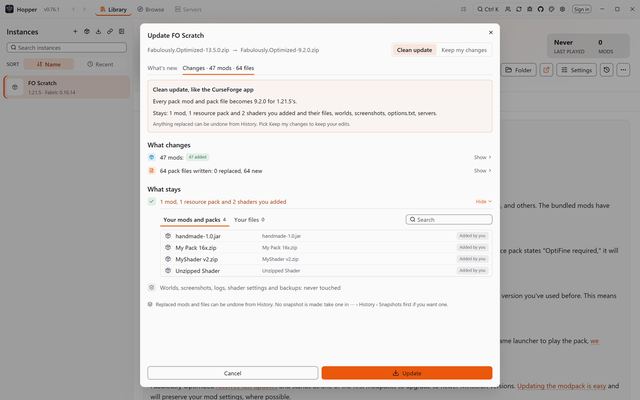 Hopper v0.76.1
Library
Browse
Servers
Ctrl K
Sign in
Instances
Search instances
SORT
Name
Recent
FO Scratch
1.21.5 · Fabric 0.16.14
Never
LAST PLAYED
0
MODS
Folder
Settings
Update FO Scratch
Fabulously.Optimized-13.5.0.zip → Fabulously.Optimized-9.2.0.zip
Clean update
Keep my changes
What's new
Changes · 47 mods · 64 files
Clean update, like the CurseForge app
Every pack mod and pack file becomes 9.2.0 for 1.21.5's.
Stays: 1 mod, 1 resource pack and 2 shaders you added and their files, worlds, screenshots, options.txt, servers.
Anything replaced can be undone from History. Pick Keep my changes to keep your edits.
What changes
47 mods: 47 added
Show
64 pack files written: 0 replaced, 64 new
Show
What stays
1 mod, 1 resource pack and 2 shaders you added
Hide
Your mods and packs 4
Your files 0
Search
handmade-1.0.jar handmade-1.0.jar Added by you
My Pack 16x.zip My Pack 16x.zip Added by you
MyShader v2.zip MyShader v2.zip Added by you
Unzipped Shader Unzipped Shader Added by you
Worlds, screenshots, logs, shader settings and backups: never touched
Replaced mods and files can be undone from History. No snapshot is made: take one in ··· › History › Snapshots first if you want one.
Cancel
Update
, and others. The bundled mods have
ce pack states "OptiFine required," it will
version you've used before. This means
ame launcher to play the pack, we
Updating the modpack is easy and
will preserve your mod settings, where possible.